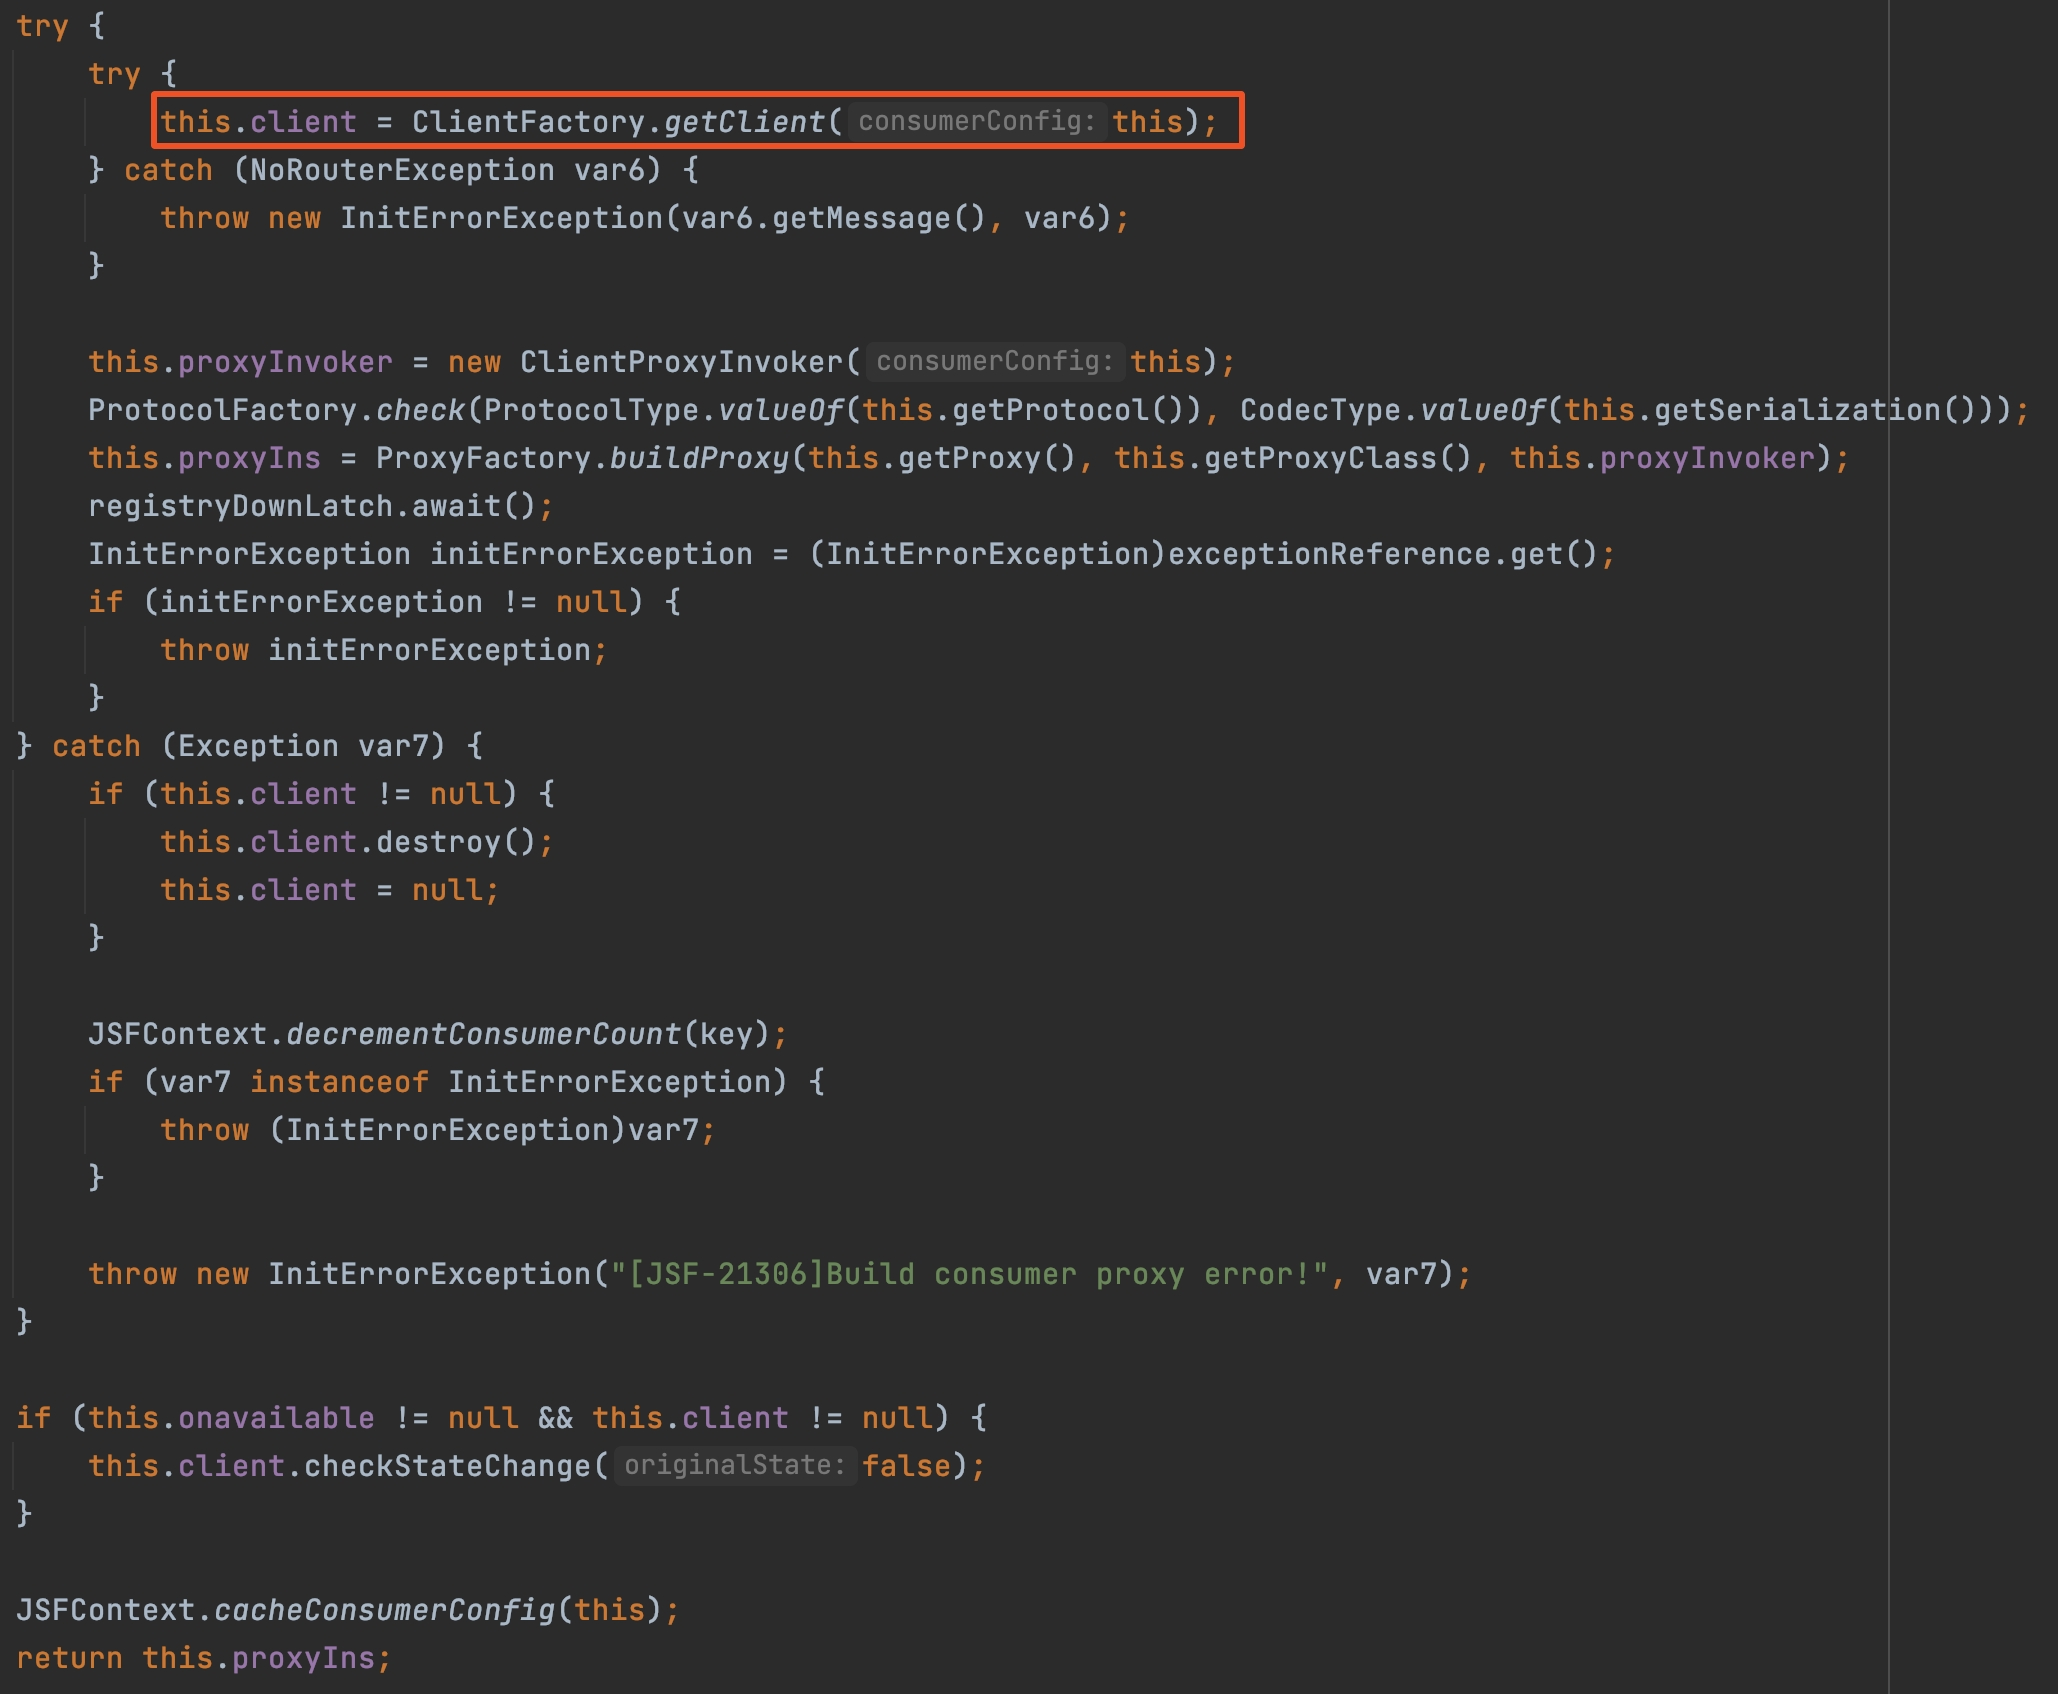 try {
try {
this.client = ClientFactory.getClient( consumerConfig: this);
} catch (NoRouterException var6) {
throw new InitErrorException(var6.getMessage(), var6);
}
this.proxyInvoker = new ClientProxyInvoker( consumerConfig: this);
ProtocolFactory.check(ProtocolType.valueOf(this.getProtocol()), CodecType.valueOf(this.getSerialization()));
this.proxyIns = ProxyFactory.buildProxy(this.getProxy(), this.getProxyClass(), this.proxyInvoker);
registryDownLatch.await();
InitErrorException initErrorException = (InitErrorException)exceptionReference.get();
if (initErrorException != null) {
throw initErrorException;
}
} catch (Exception var7) {
if (this.client != null) {
this.client.destroy();
this.client = null;
}
JSFContext.decrementConsumerCount(key);
if (var7 instanceof InitErrorException) {
throw (InitErrorException)var7;
}
throw new InitErrorException("[JSF-21306]Build consumer proxy error!", var7);
}
if (this.onavailable != null && this.client != null) {
this.client.checkStateChange( originalState: false);
}
JSFContext.cacheConsumerConfig(this);
return this.proxyIns;